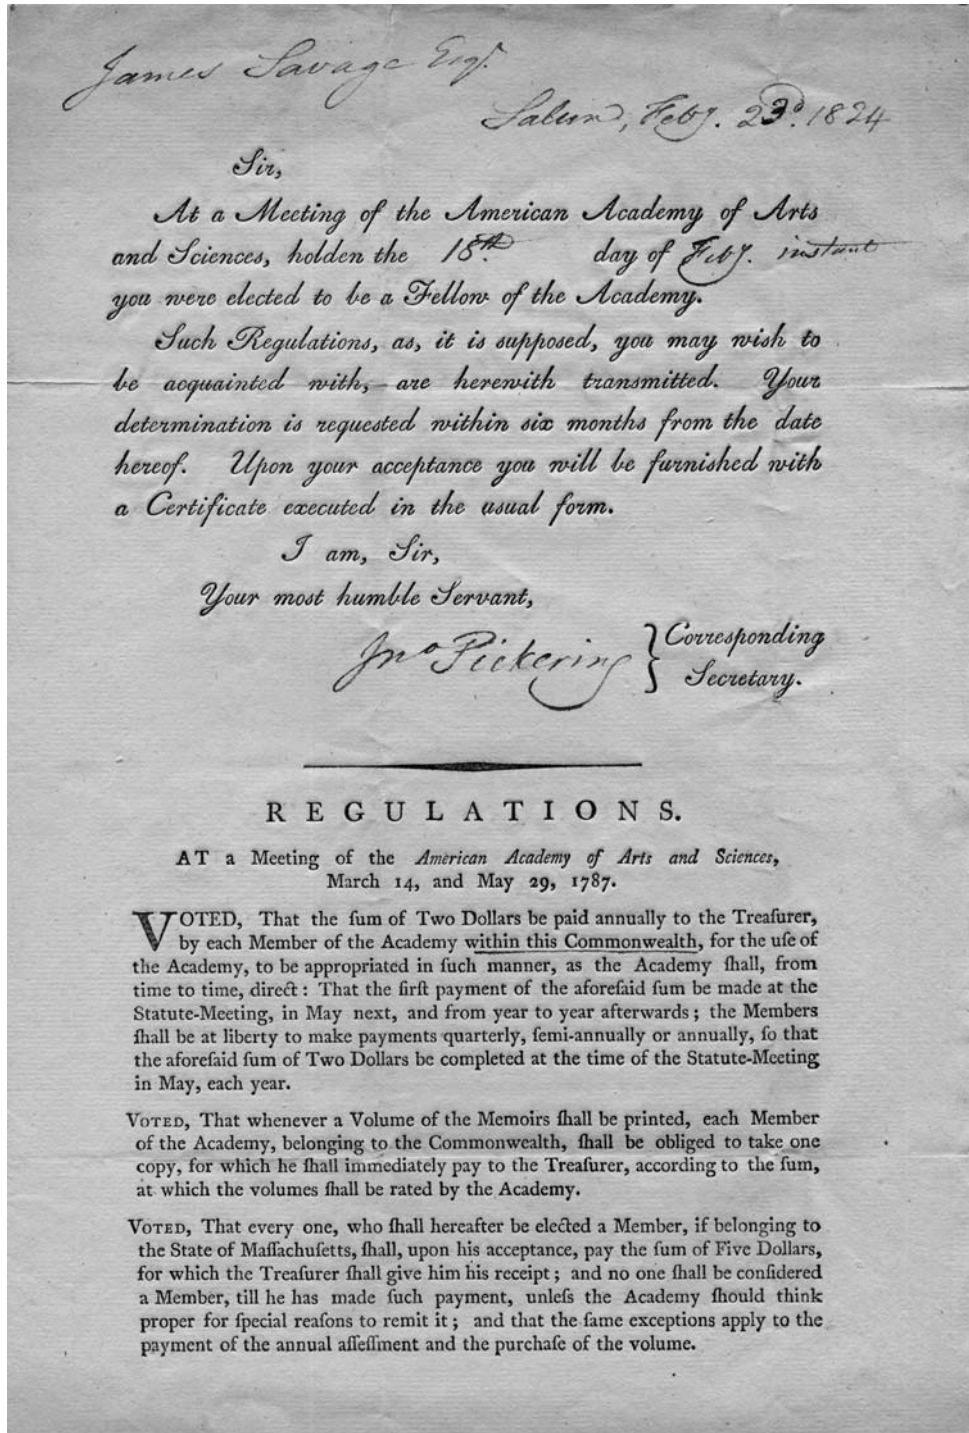 James Savage Esqr.
Salem, Feby. 23d. 1824
Sir,
At a Meeting of the American Academy of Arts
and Sciences, holden the 18th. day of Feby. instant
you were elected to be a Fellow of the Academy.
Such Regulations, as, it is supposed, you may wish to
be acquainted with, are herewith transmitted. Your
determination is requested within six months from the date
hereof. Upon your acceptance you will be furnished with
a Certificate executed in the usual form.
I am, Sir,
Your most humble Servant,
Jno Pickering } Corresponding
Secretary.
REGULATIONS.
AT a Meeting of the American Academy of Arts and Sciences,
March 14, and May 29, 1787.
VOTED, That the ſum of Two Dollars be paid annually to the Treaſurer,
by each Member of the Academy within this Commonwealth, for the uſe of
the Academy, to be appropriated in ſuch manner, as the Academy ſhall, from
time to time, direct: That the firſt payment of the aforeſaid ſum be made at the
Statute-Meeting, in May next, and from year to year afterwards; the Members
ſhall be at liberty to make payments quarterly, ſemi-annually or annually, ſo that
the aforeſaid ſum of Two Dollars be completed at the time of the Statute-Meeting
in May, each year.
VOTED, That whenever a Volume of the Memoirs ſhall be printed, each Member
of the Academy, belonging to the Commonwealth, ſhall be obliged to take one
copy, for which he ſhall immediately pay to the Treaſurer, according to the ſum,
at which the volumes ſhall be rated by the Academy.
VOTED, That every one, who ſhall hereafter be elected a Member, if belonging to
the State of Maſſachuſetts, ſhall, upon his acceptance, pay the ſum of Five Dollars,
for which the Treaſurer ſhall give him his receipt; and no one ſhall be conſidered
a Member, till he has made ſuch payment, unleſs the Academy ſhould think
proper for ſpecial reaſons to remit it; and that the ſame exceptions apply to the
payment of the annual aſſeſſment and the purchaſe of the volume.